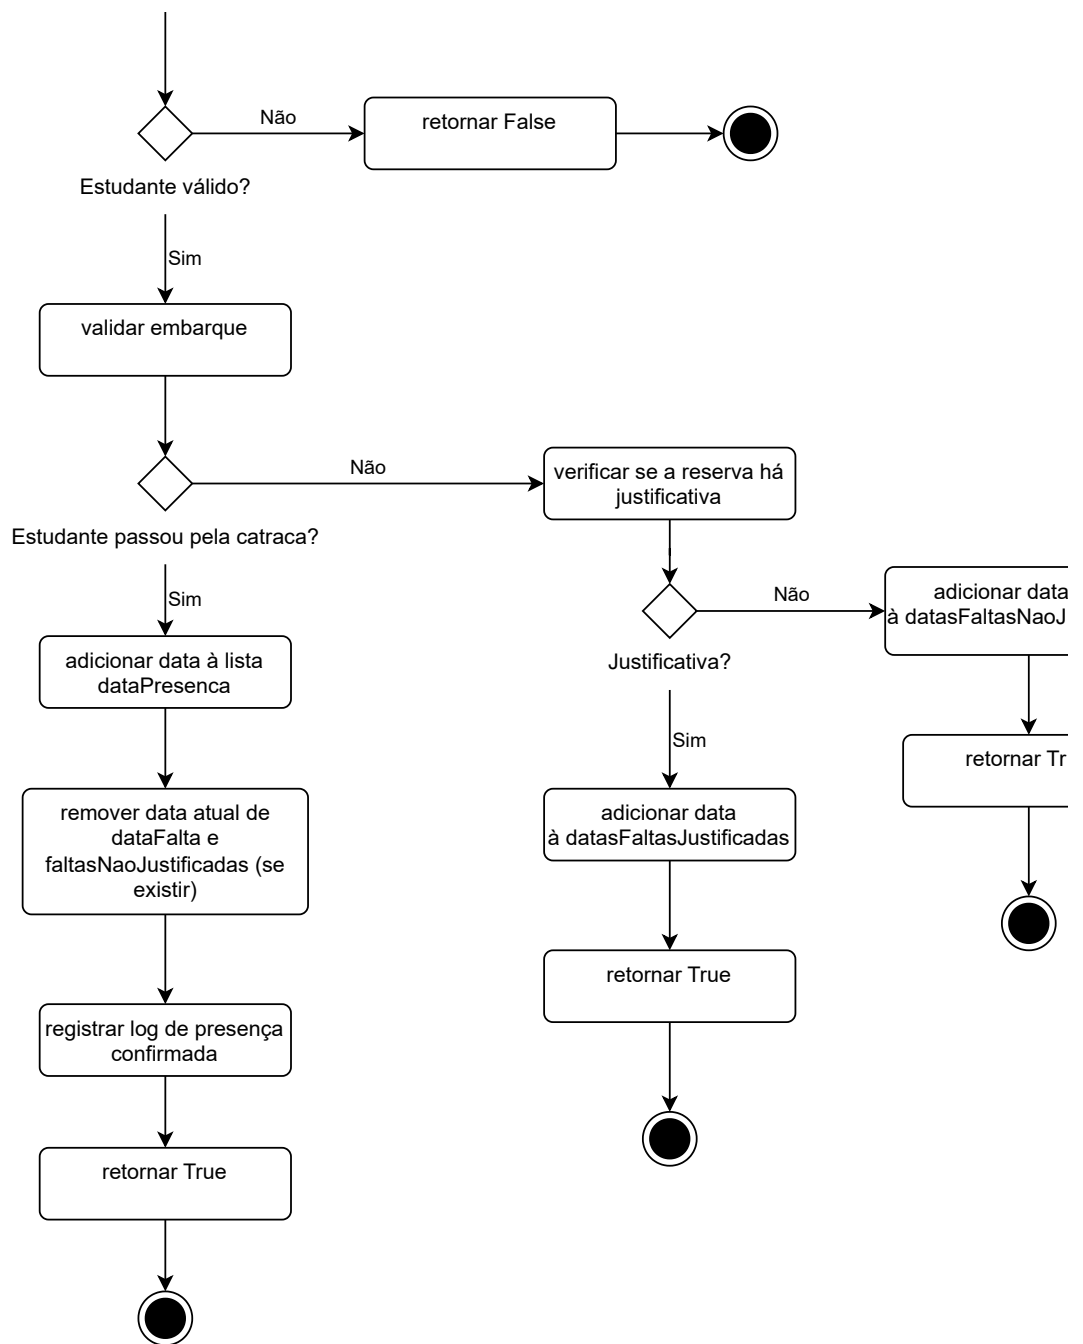 Não
retornar False
Estudante válido?
Sim
validar embarque
Não
verificar se a reserva há
justificativa
Estudante passou pela catraca?
Sim
Não
adicionar data
à datasFaltasNaoJ
adicionar data à lista
dataPresenca
Justificativa?
Sim
retornar Tr
remover data atual de
dataFalta e
faltasNaoJustificadas (se
existir)
adicionar data
à datasFaltasJustificadas
retornar True
registrar log de presença
confirmada
retornar True